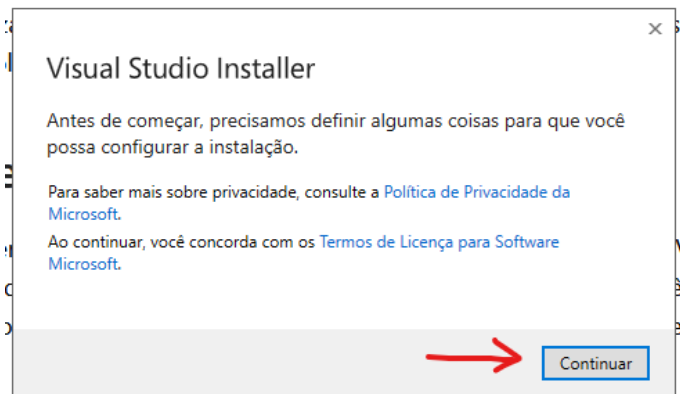 Visual Studio Installer
Antes de começar, precisamos definir algumas coisas para que você
possa configurar a instalação.
Para saber mais sobre privacidade, consulte a Política de Privacidade da
Microsoft.
Ao continuar, você concorda com os Termos de Licença para Software
Microsoft.
Continuar